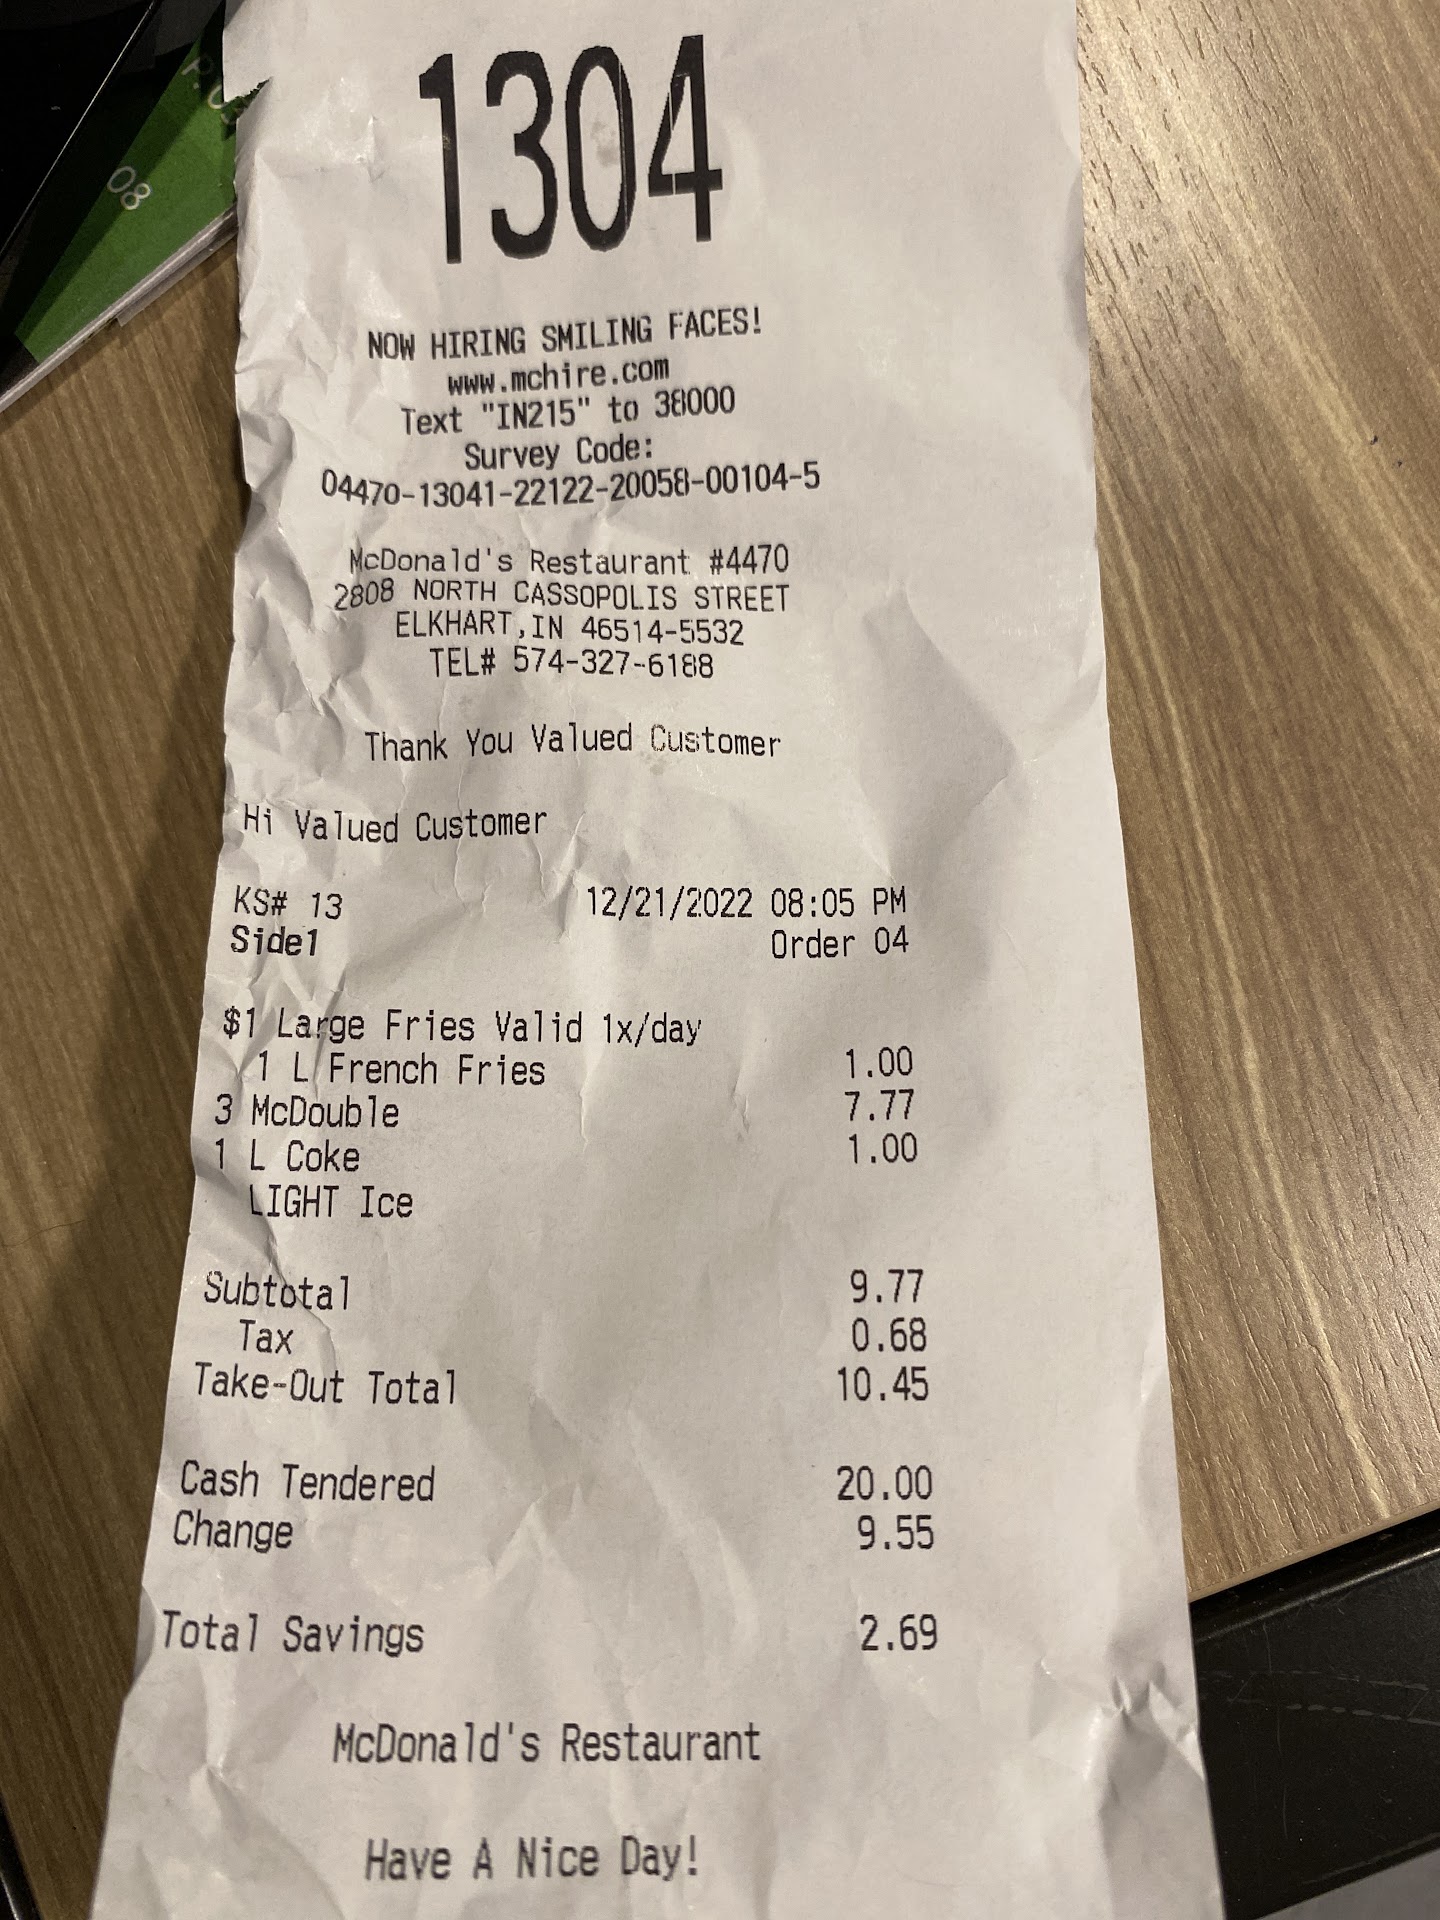 P.O
08
1304
NOW HIRING SMILING FACES!
www.mchire.com
Text "IN215" to 38000
Survey Code:
04470-13041-22122-20058-00104-5
McDonald's Restaurant #4470
2808 NORTH CASSOPOLIS STREET
ELKHART,IN 46514-5532
TEL# 574-327-6188
Thank You Valued Customer
Hi Valued Customer
KS# 13 12/21/2022 08:05 PM
Side1 Order 04
$1 Large Fries Valid 1x/day
1 L French Fries 1.00
3 McDouble 7.77
1 L Coke 1.00
LIGHT Ice
Subtotal 9.77
Tax 0.68
Take-Out Total 10.45
Cash Tendered 20.00
Change 9.55
Total Savings 2.69
McDonald's Restaurant
Have A Nice Day!